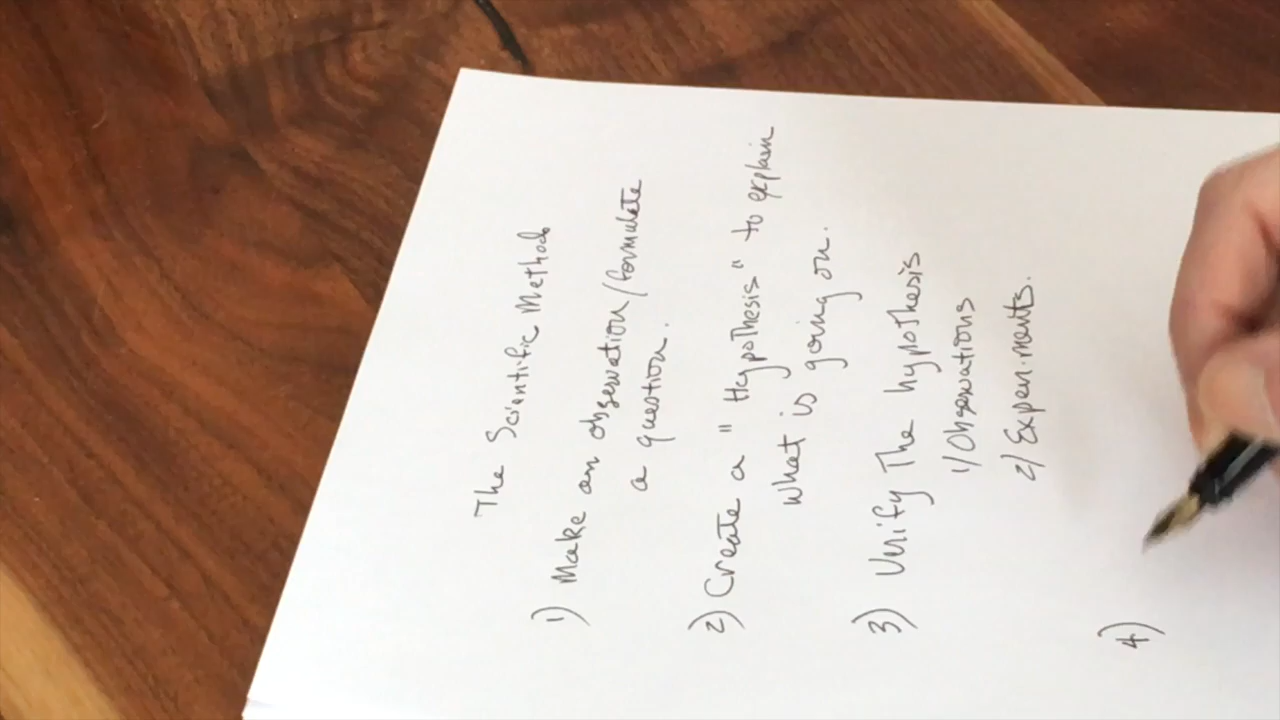 The Scientific Method
1) Make an observation/formulate
a question.
2) Create a "Hypothesis" to explain
what is going on.
3) Verify The hypothesis
1) Observations
2) Experiments.
4)